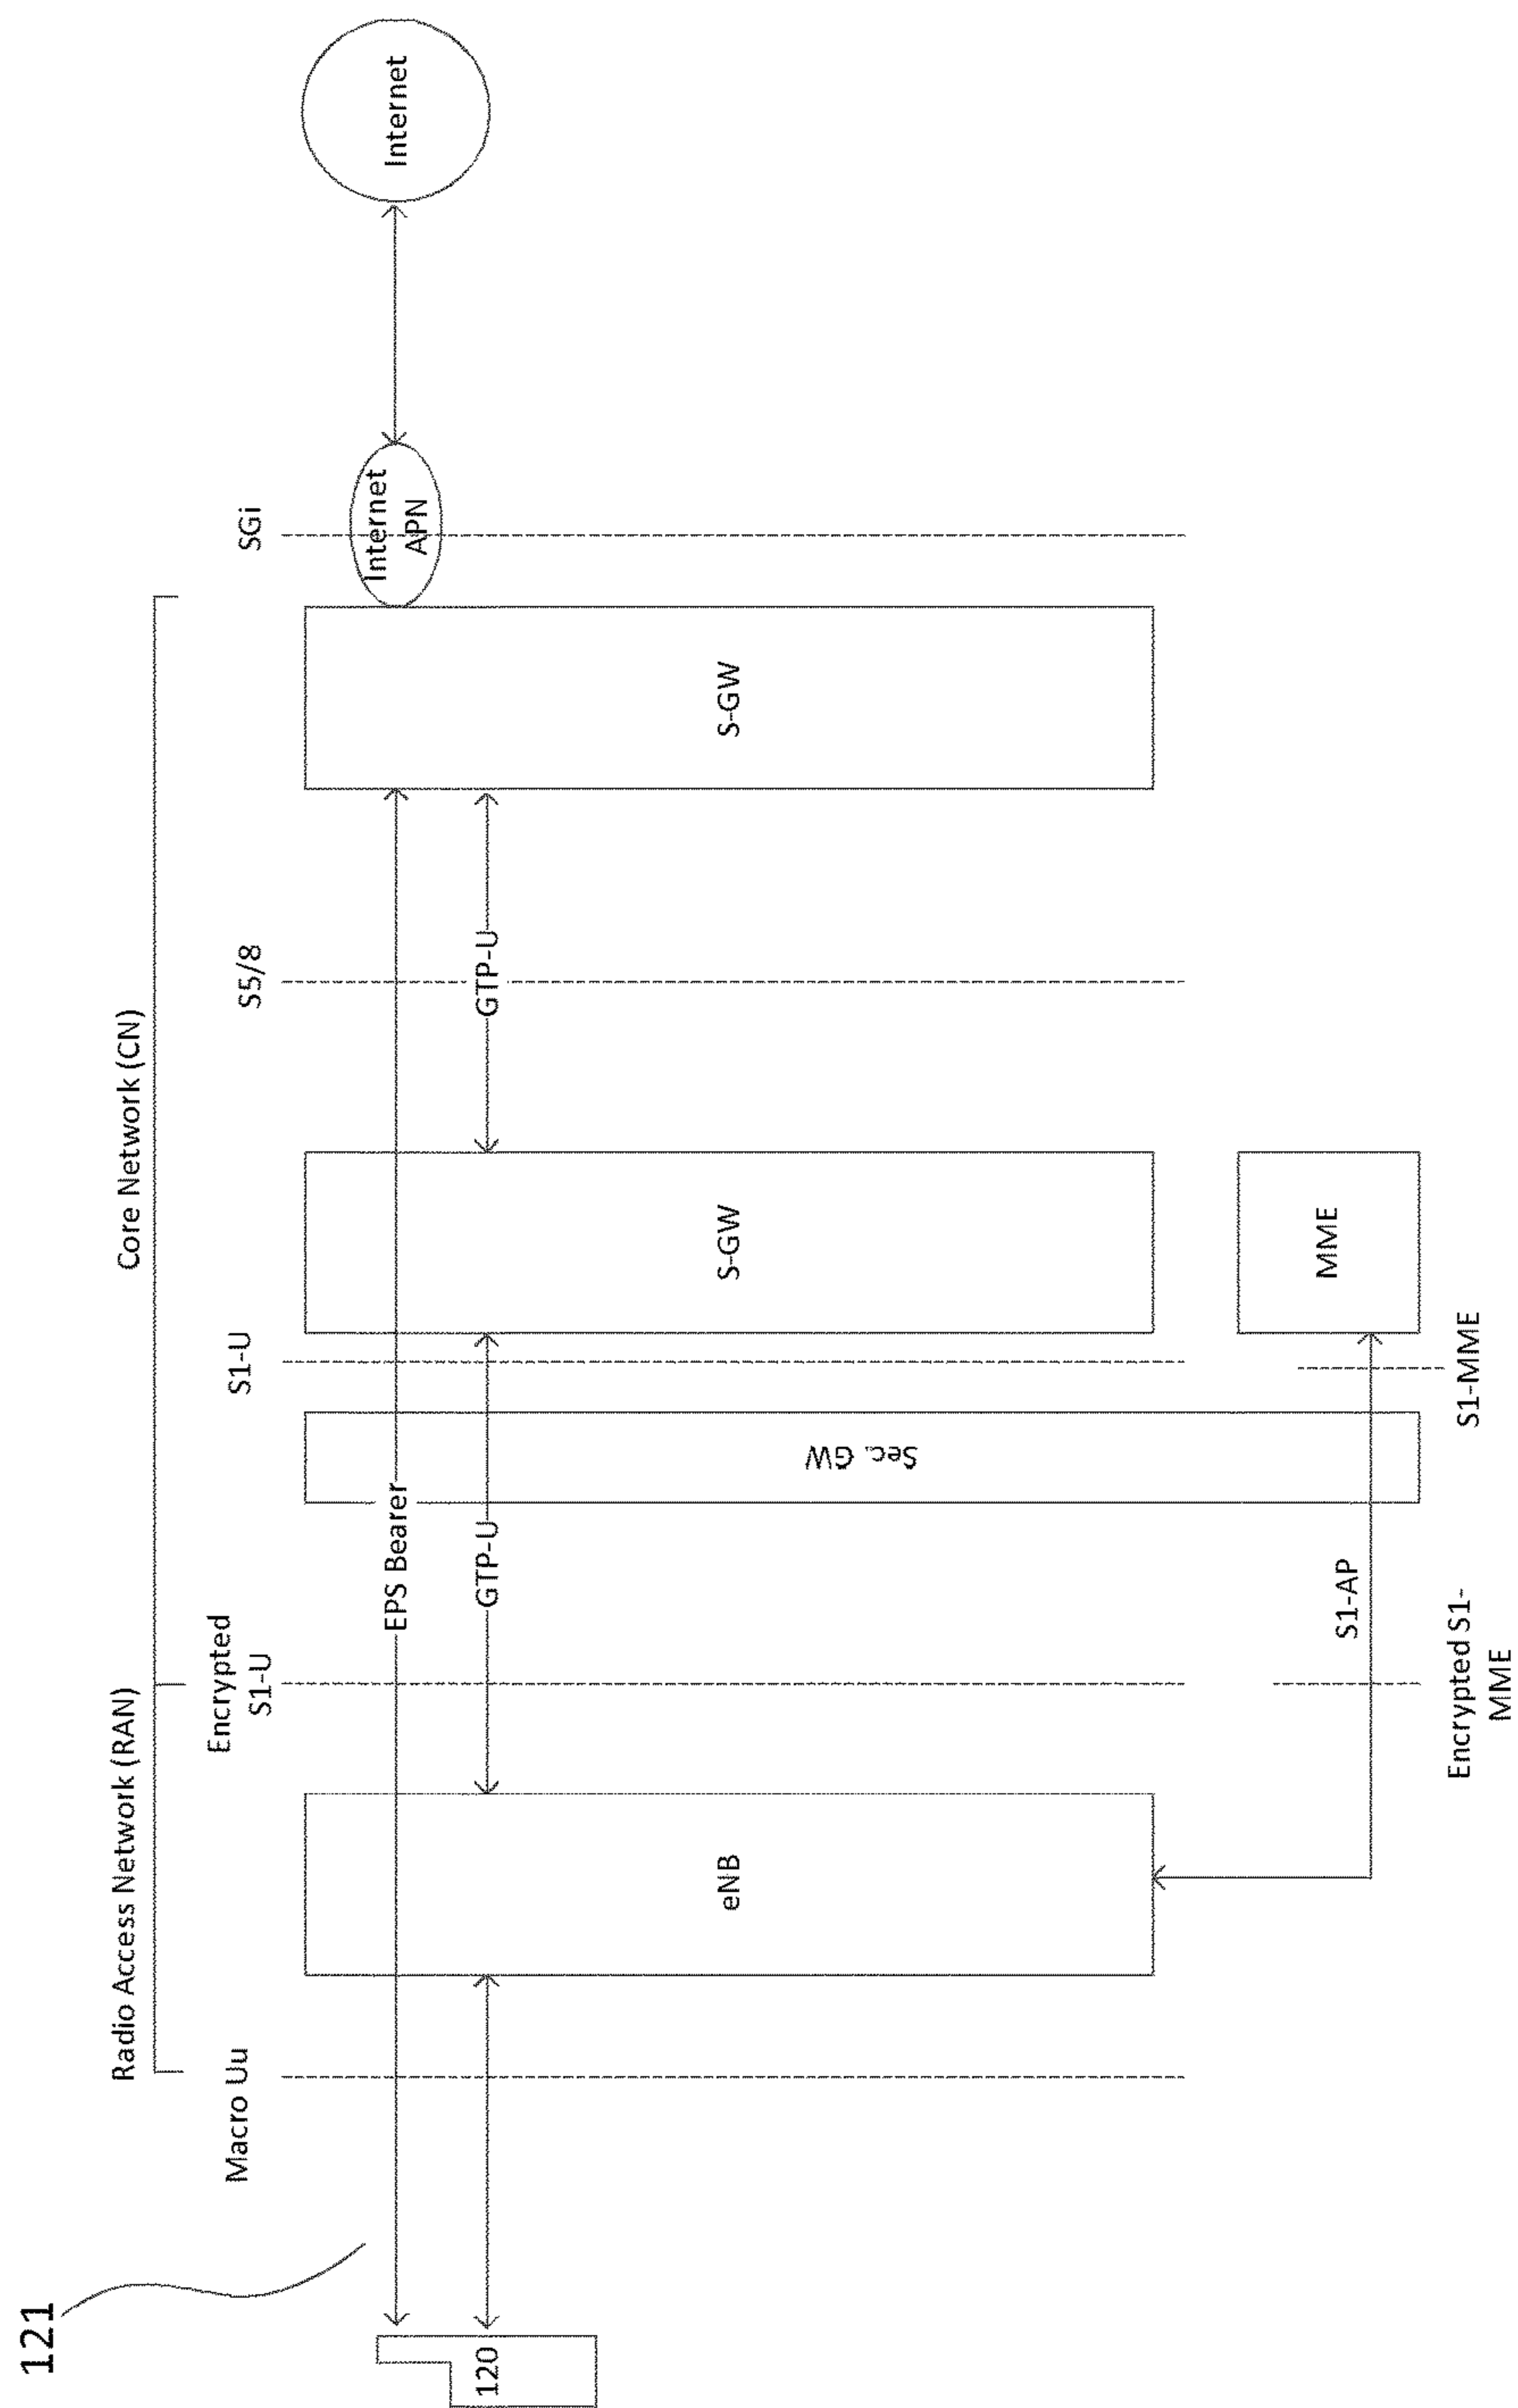 121
Radio Access Network (RAN)
Core Network (CN)
Macro Uu
Encrypted
S1-U
S1-U
S5/8
SGi
120
EPS Bearer
GTP-U
GTP-U
eNB
Sec. GW
S-GW
S-GW
Internet
APN
Internet
S1-AP
MME
Encrypted S1-
MME
S1-MME